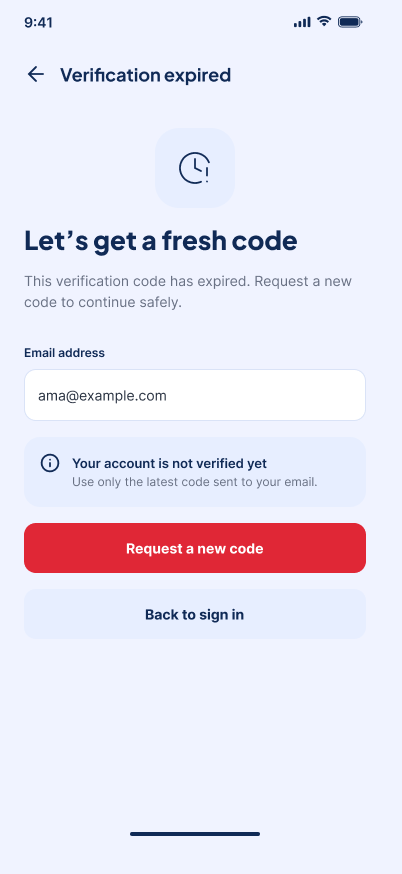 9:41
Verification expired
Let’s get a fresh code
This verification code has expired. Request a new
code to continue safely.
Email address
ama@example.com
Your account is not verified yet
Use only the latest code sent to your email.
Request a new code
Back to sign in